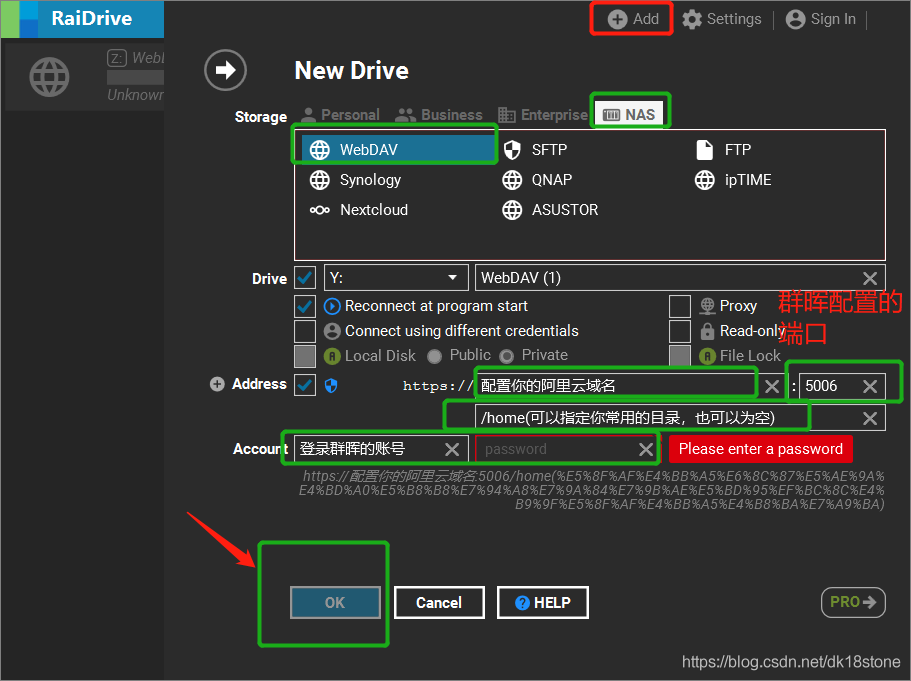 RaiDrive
Add
Settings
Sign In
Z:
Unknown
New Drive
Storage
Personal
Business
Enterprise
NAS
WebDAV
SFTP
FTP
Synology
QNAP
ipTIME
Nextcloud
ASUSTOR
Drive
Y:
WebDAV (1)
Reconnect at program start
Proxy
群晖配置的
端口
Connect using different credentials
Read-only
Local Disk
Public
Private
File Lock
Address
https://
配置你的阿里云域名
:
5006
/home(可以指定你常用的目录，也可以为空)
Account
登录群晖的账号
password
Please enter a password
https://配置你的阿里云域名:5006/home(%E5%8F%AF%E4%BB%A5%E6%8C%87%E5%AE%9A%
E4%BD%A0%E5%B8%B8%E7%94%A8%E7%9A%84%E7%9B%AE%E5%BD%95%EF%BC%8C%E4%
B9%9F%E5%8F%AF%E4%BB%A5%E4%B8%BA%E7%A9%BA)
OK
Cancel
HELP
PRO
https://blog.csdn.net/dk18stone